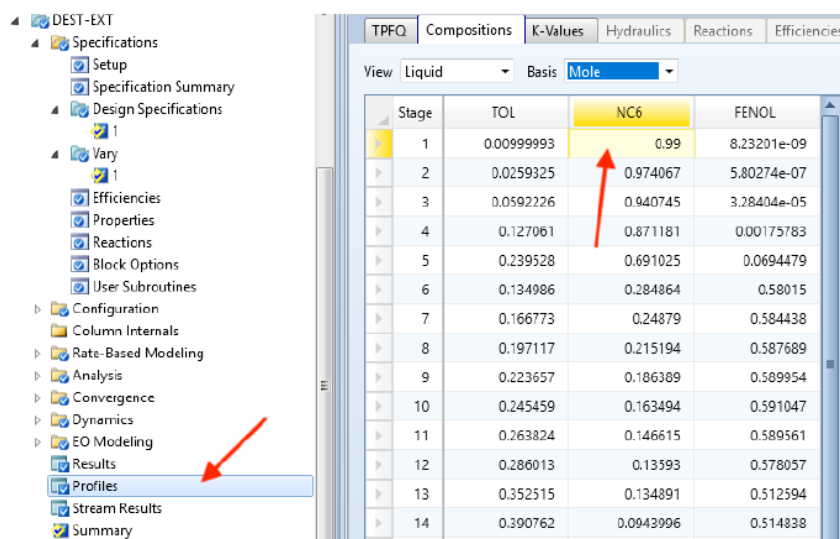 DEST-EXT
Specifications
Setup
Specification Summary
Design Specifications
1
Vary
1
Efficiencies
Properties
Reactions
Block Options
User Subroutines
Configuration
Column Internals
Rate-Based Modeling
Analysis
Convergence
Dynamics
EO Modeling
Results
Profiles
Stream Results
Summary
TPFQ Compositions K-Values Hydraulics Reactions Efficiencies
View Liquid Basis Mole
Stage TOL NC6 FENOL
1 0.00999993 0.99 8.23201e-09
2 0.0259325 0.974067 5.80274e-07
3 0.0592226 0.940745 3.28404e-05
4 0.127061 0.871181 0.00175783
5 0.239528 0.691025 0.0694479
6 0.134986 0.284864 0.58015
7 0.166773 0.24879 0.584438
8 0.197117 0.215194 0.587689
9 0.223657 0.186389 0.589954
10 0.245459 0.163494 0.591047
11 0.263824 0.146615 0.589561
12 0.286013 0.13593 0.578057
13 0.352515 0.134891 0.512594
14 0.390762 0.0943996 0.514838